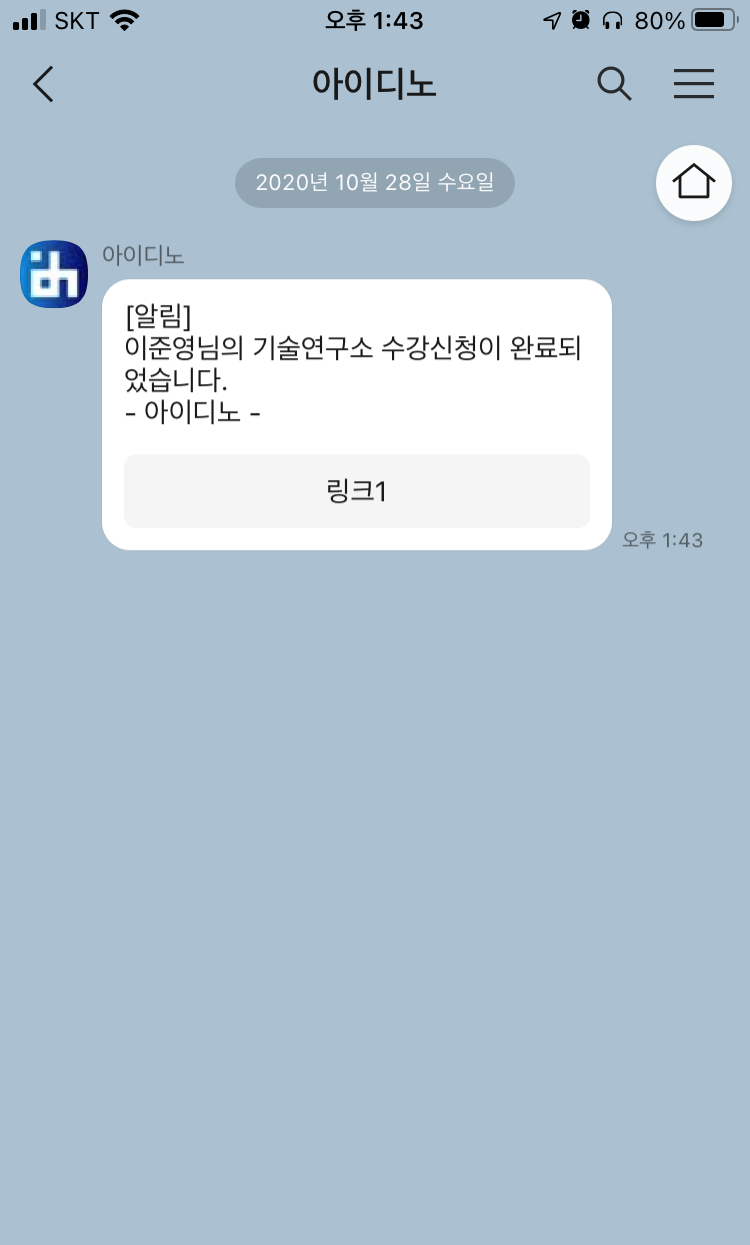 SKT 오후 1:43 80%
아이디노
2020년 10월 28일 수요일
아이디노
[알림]
이준영님의 기술연구소 수강신청이 완료되
었습니다.
- 아이디노 -
링크1
오후 1:43